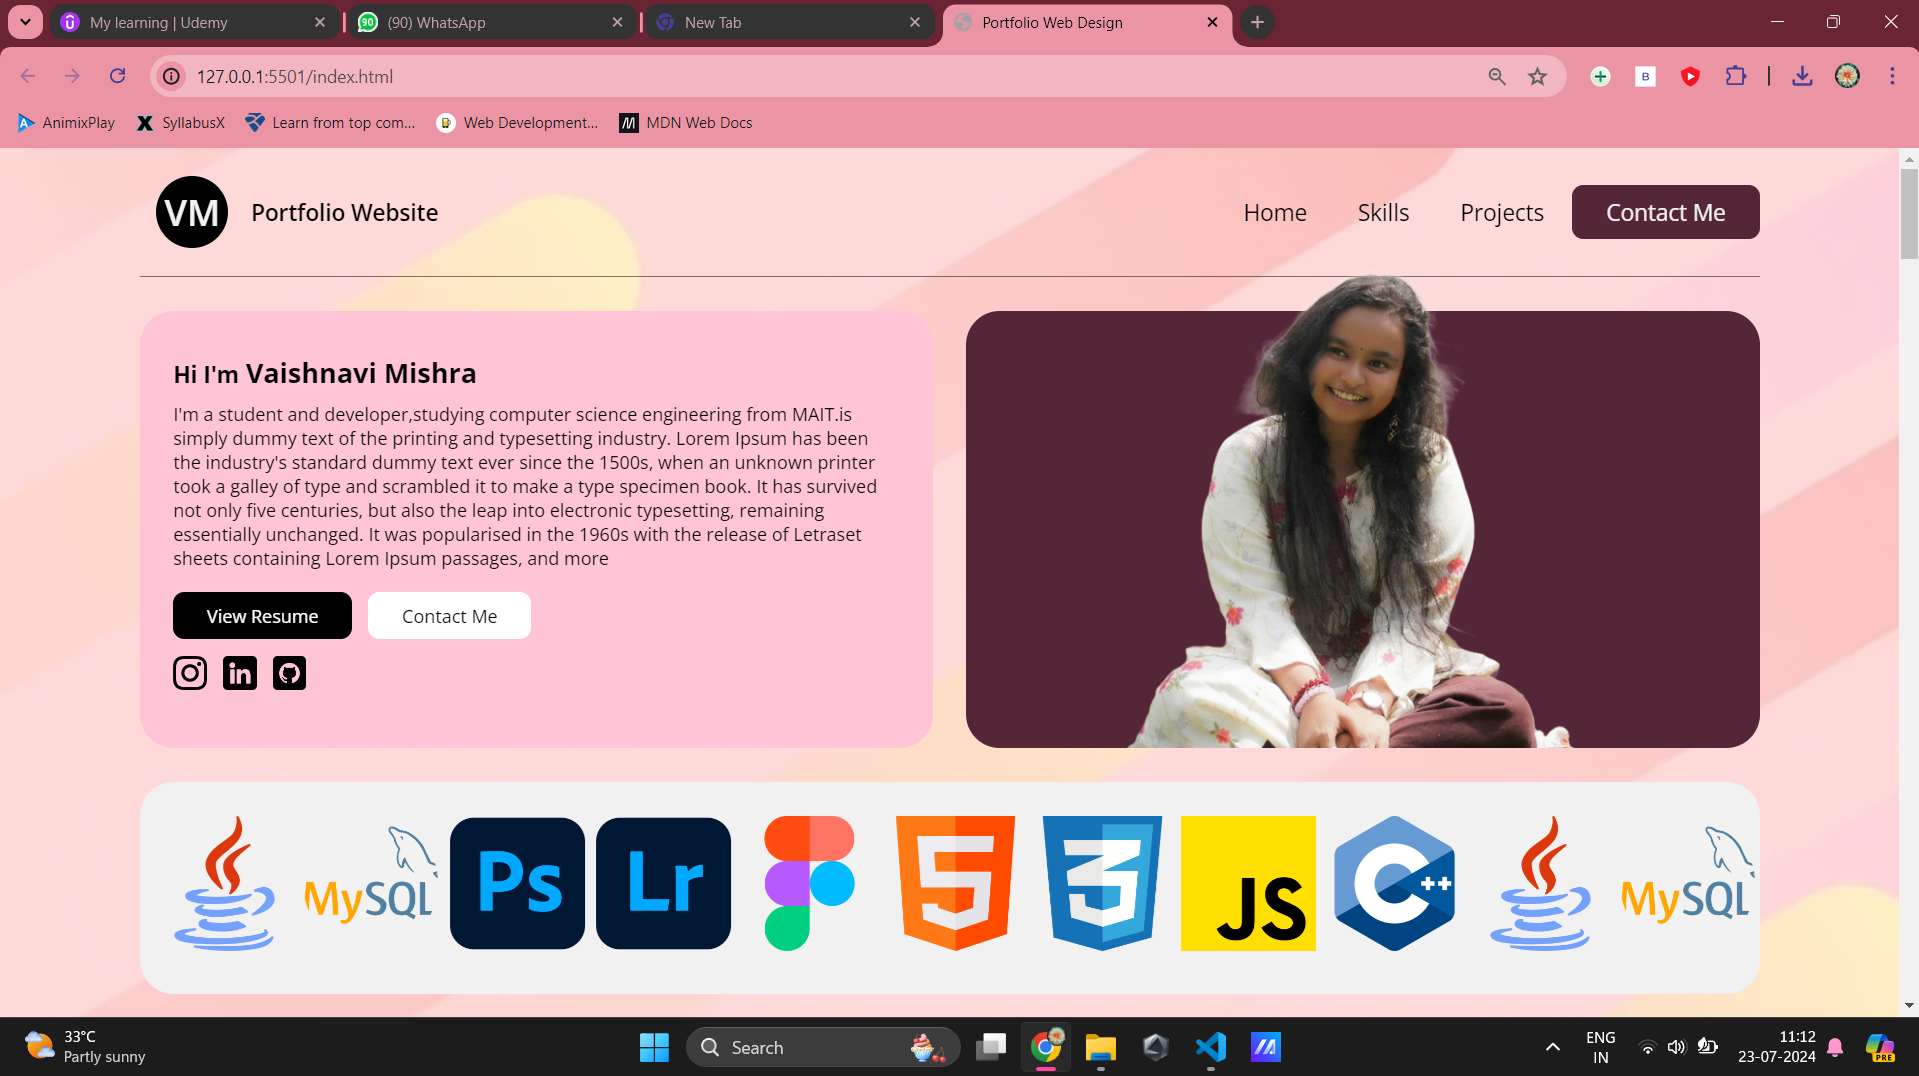 My learning | Udemy
90
(90) WhatsApp
New Tab
Portfolio Web Design
127.0.0.1:5501/index.html
B
AnimixPlay
SyllabusX
Learn from top com...
Web Development...
MDN Web Docs
VM
Portfolio Website
Home
Skills
Projects
Contact Me
Hi I'm Vaishnavi Mishra
I'm a student and developer,studying computer science engineering from MAIT.is
simply dummy text of the printing and typesetting industry. Lorem Ipsum has been
the industry's standard dummy text ever since the 1500s, when an unknown printer
took a galley of type and scrambled it to make a type specimen book. It has survived
not only five centuries, but also the leap into electronic typesetting, remaining
essentially unchanged. It was popularised in the 1960s with the release of Letraset
sheets containing Lorem Ipsum passages, and more
View Resume
Contact Me
in
MySQL
Ps
Lr
5
3
JS
C++
MySQL
33°C
Partly sunny
Search
ENG
IN
11:12
23-07-2024
PRE